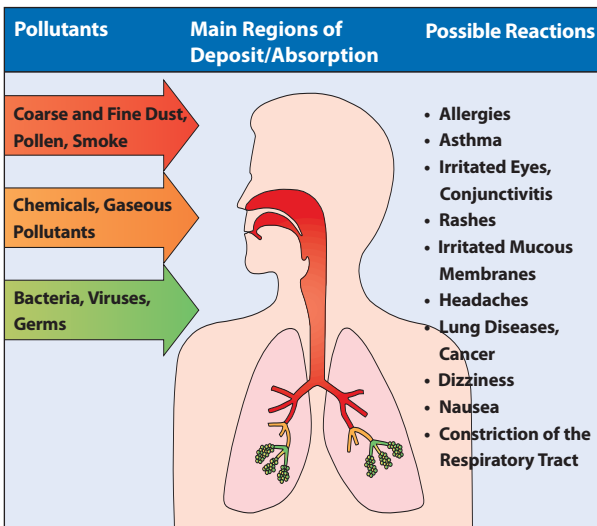 Pollutants
Main Regions of
Deposit/Absorption
Possible Reactions
Coarse and Fine Dust,
Pollen, Smoke
Chemicals, Gaseous
Pollutants
Bacteria, Viruses,
Germs
• Allergies
• Asthma
• Irritated Eyes,
Conjunctivitis
• Rashes
• Irritated Mucous
Membranes
• Headaches
• Lung Diseases,
Cancer
• Dizziness
• Nausea
• Constriction of the
Respiratory Tract